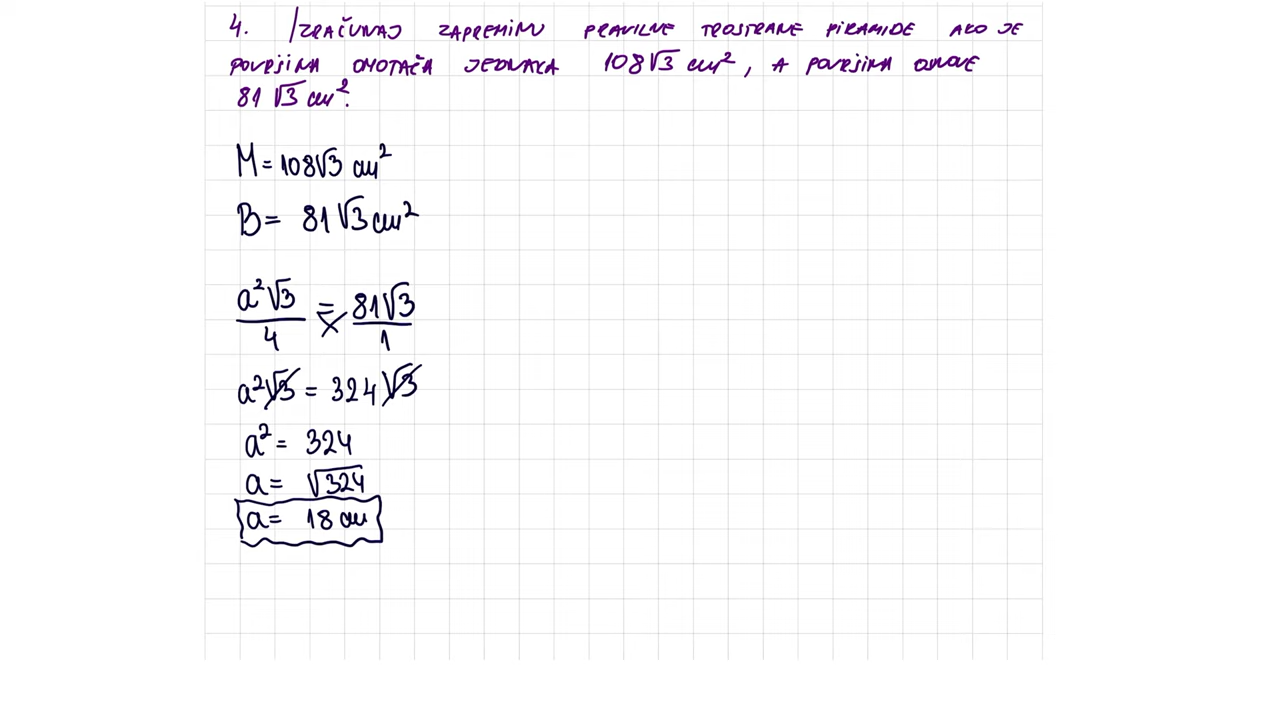 4. IZRAČUNAJ ZAPREMINU PRAVILNE TROSTRANE PIRAMIDE AKO JE
POVRŠINA OMOTAČA JEDNAKA 108√3 cm², A POVRŠINA OSNOVE
81√3 cm².
M = 108√3 cm²
B = 81√3 cm²
a²√3/4 = 81√3/1
a²√3 = 324√3
a² = 324
a = √324
a = 18 cm